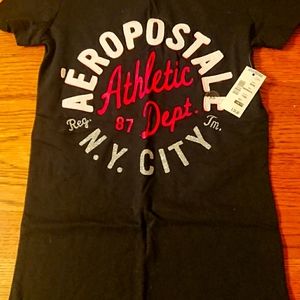 AÉROPOSTALE
Athletic
Reg. 87 Dept. Tm.
N.Y. CITY